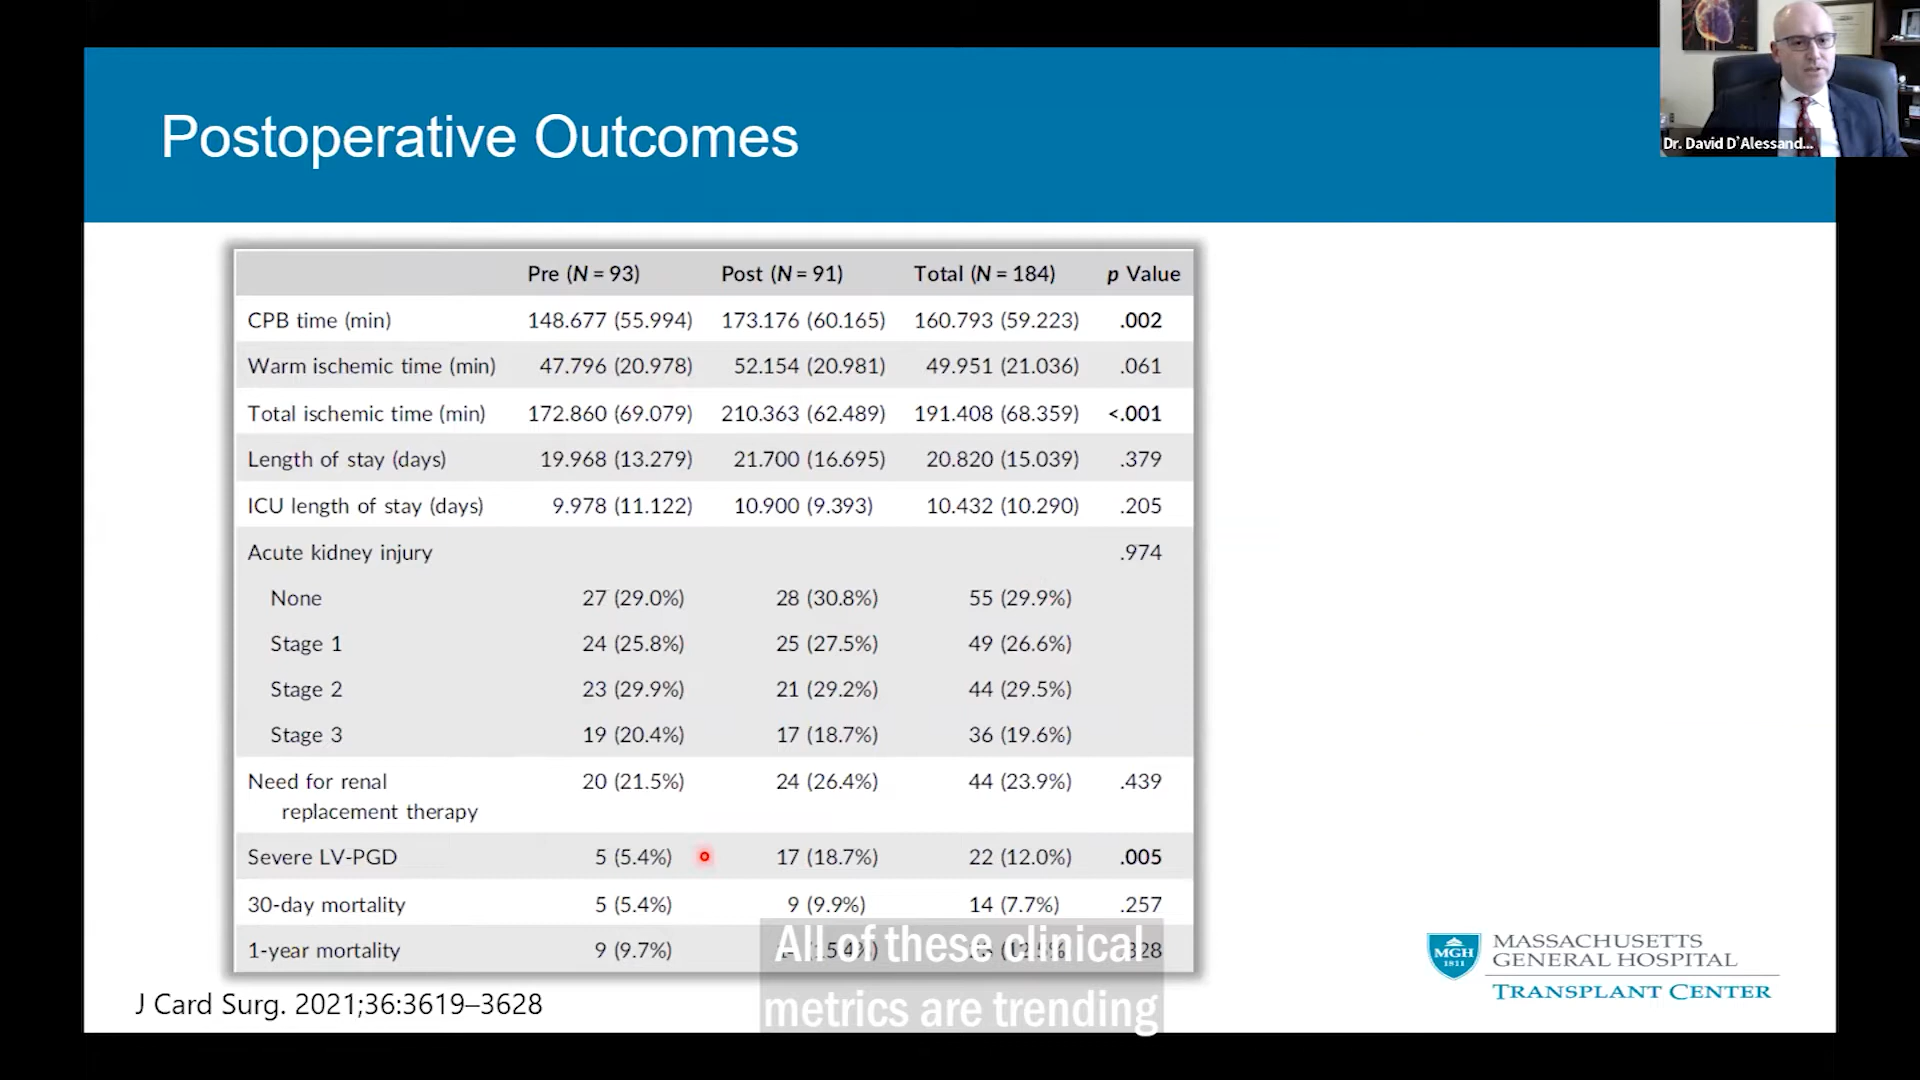 Postoperative Outcomes
Dr. David D'Alessand...
Pre (N = 93) Post (N = 91) Total (N = 184) p Value
CPB time (min) 148.677 (55.994) 173.176 (60.165) 160.793 (59.223) .002
Warm ischemic time (min) 47.796 (20.978) 52.154 (20.981) 49.951 (21.036) .061
Total ischemic time (min) 172.860 (69.079) 210.363 (62.489) 191.408 (68.359) <.001
Length of stay (days) 19.968 (13.279) 21.700 (16.695) 20.820 (15.039) .379
ICU length of stay (days) 9.978 (11.122) 10.900 (9.393) 10.432 (10.290) .205
Acute kidney injury .974
None 27 (29.0%) 28 (30.8%) 55 (29.9%)
Stage 1 24 (25.8%) 25 (27.5%) 49 (26.6%)
Stage 2 23 (29.9%) 21 (29.2%) 44 (29.5%)
Stage 3 19 (20.4%) 17 (18.7%) 36 (19.6%)
Need for renal 20 (21.5%) 24 (26.4%) 44 (23.9%) .439
replacement therapy
Severe LV-PGD 5 (5.4%) 17 (18.7%) 22 (12.0%) .005
30-day mortality 5 (5.4%) 9 (9.9%) 14 (7.7%) .257
1-year mortality 9 (9.7%)
All of these clinical
metrics are trending
J Card Surg. 2021;36:3619–3628
MGH
1811
MASSACHUSETTS
GENERAL HOSPITAL
TRANSPLANT CENTER